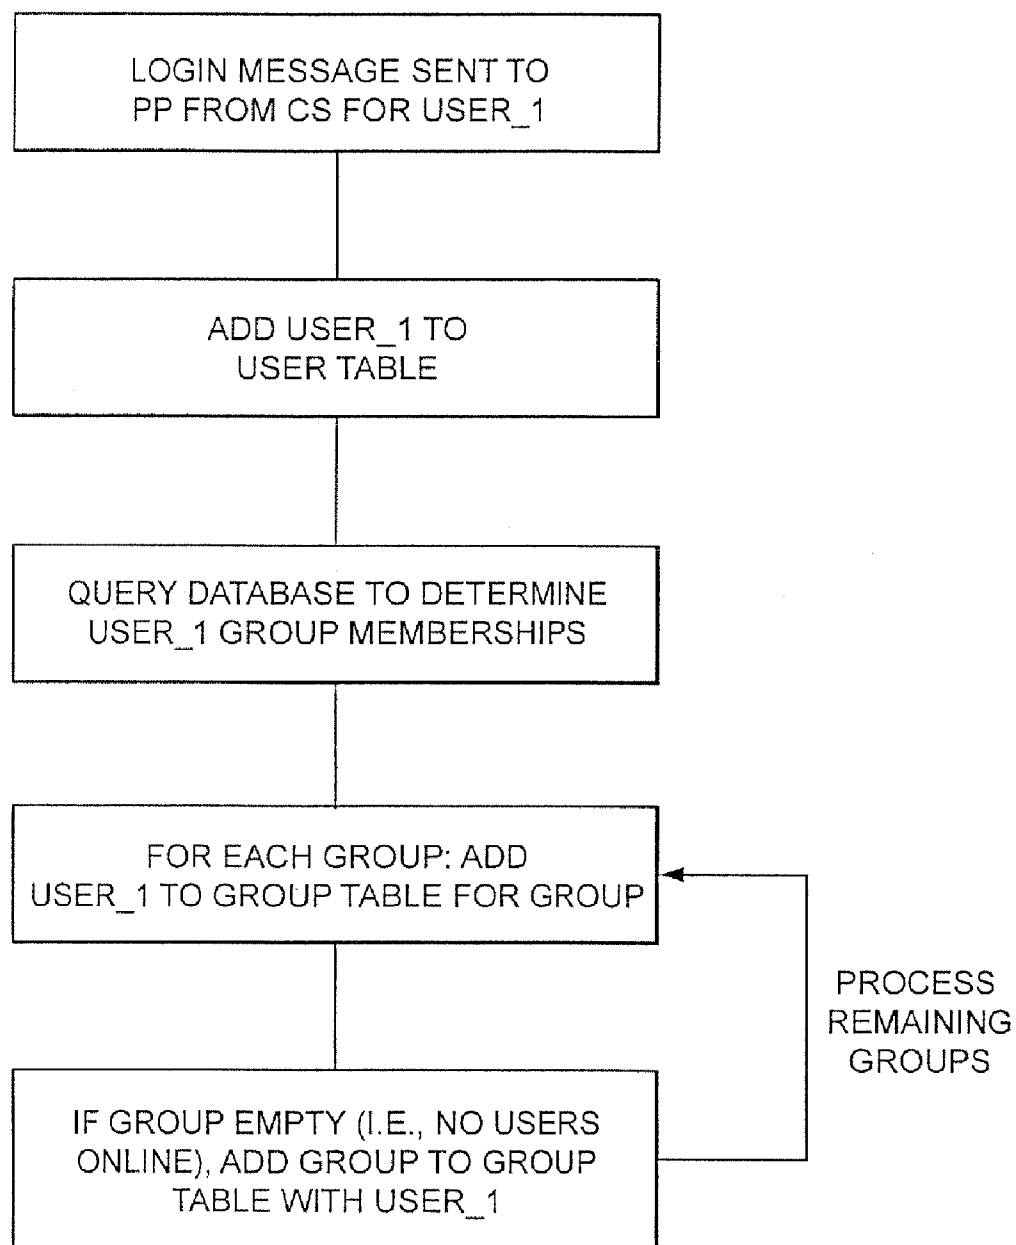 LOGIN MESSAGE SENT TO
PP FROM CS FOR USER_1
ADD USER_1 TO
USER TABLE
QUERY DATABASE TO DETERMINE
USER_1 GROUP MEMBERSHIPS
FOR EACH GROUP: ADD
USER_1 TO GROUP TABLE FOR GROUP
PROCESS
REMAINING
GROUPS
IF GROUP EMPTY (I.E., NO USERS
ONLINE), ADD GROUP TO GROUP
TABLE WITH USER_1